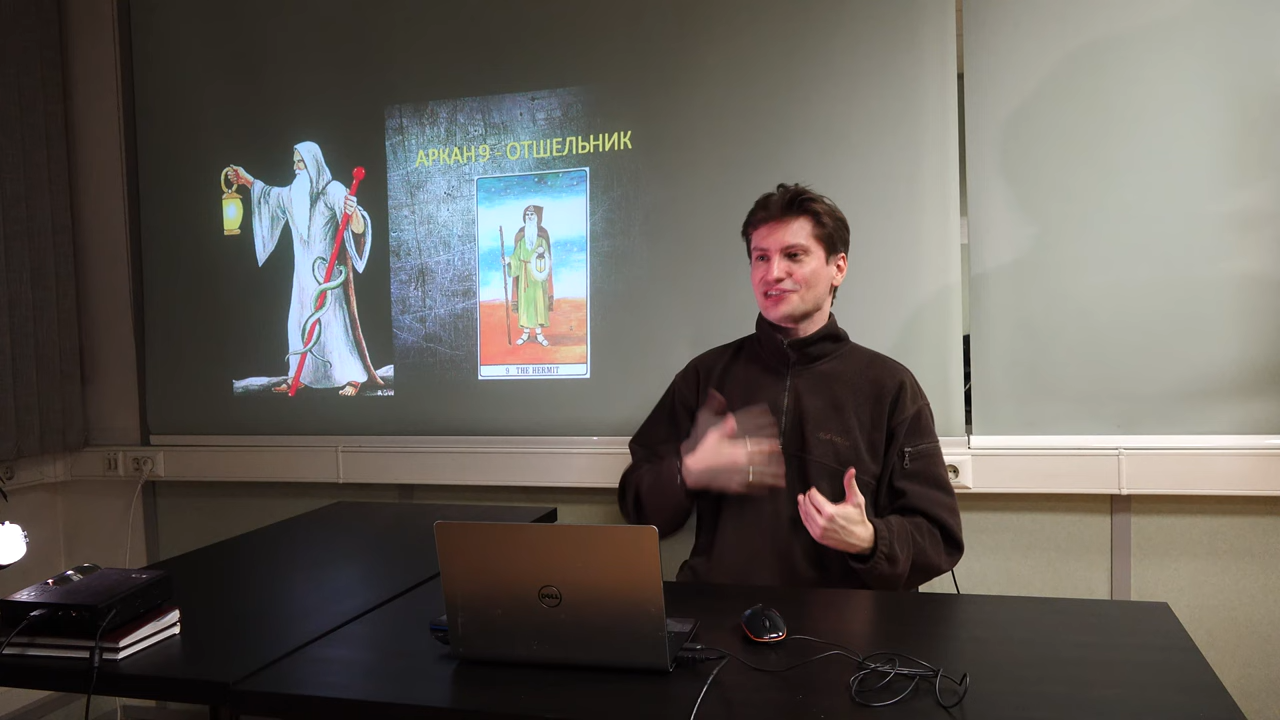 АРКАН 9 - ОТШЕЛЬНИК
9 THE HERMIT
DELL